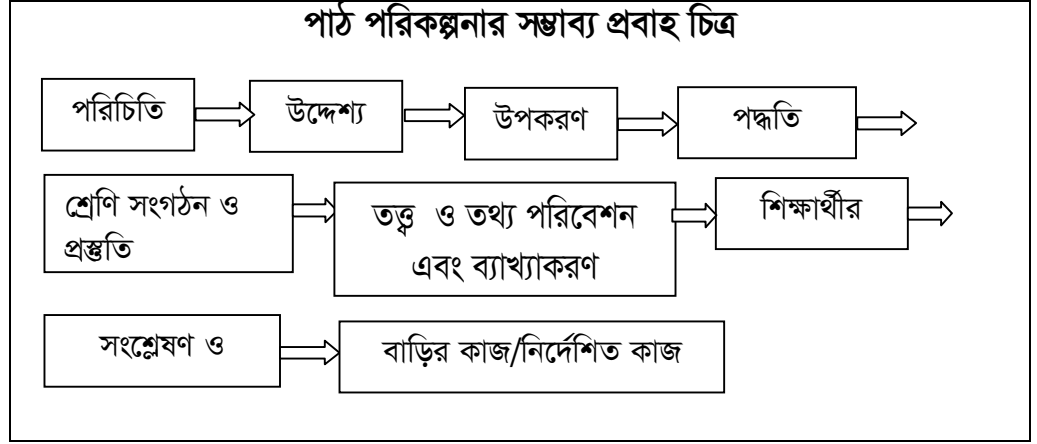 পাঠ পরিকল্পনার সম্ভাব্য প্রবাহ চিত্র
পরিচিতি
উদ্দেশ্য
উপকরণ
পদ্ধতি
শ্রেণি সংগঠন ও
প্রস্তুতি
তত্ত্ব ও তথ্য পরিবেশন
এবং ব্যাখ্যাকরণ
শিক্ষার্থীর
সংশ্লেষণ ও
বাড়ির কাজ/নির্দেশিত কাজ